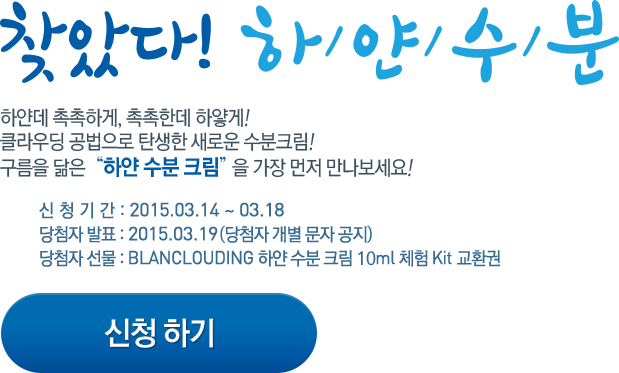 찾았다! 하/얀/수/분
하얀데 촉촉하게, 촉촉한데 하얗게!
클라우딩 공법으로 탄생한 새로운 수분크림!
구름을 닮은 “하얀 수분 크림” 을 가장 먼저 만나보세요!
신 청 기 간 : 2015.03.14 ~ 03.18
당첨자 발표 : 2015.03.19(당첨자 개별 문자 공지)
당첨자 선물 : BLANCLOUDING 하얀 수분 크림 10ml 체험 Kit 교환권
신청 하기